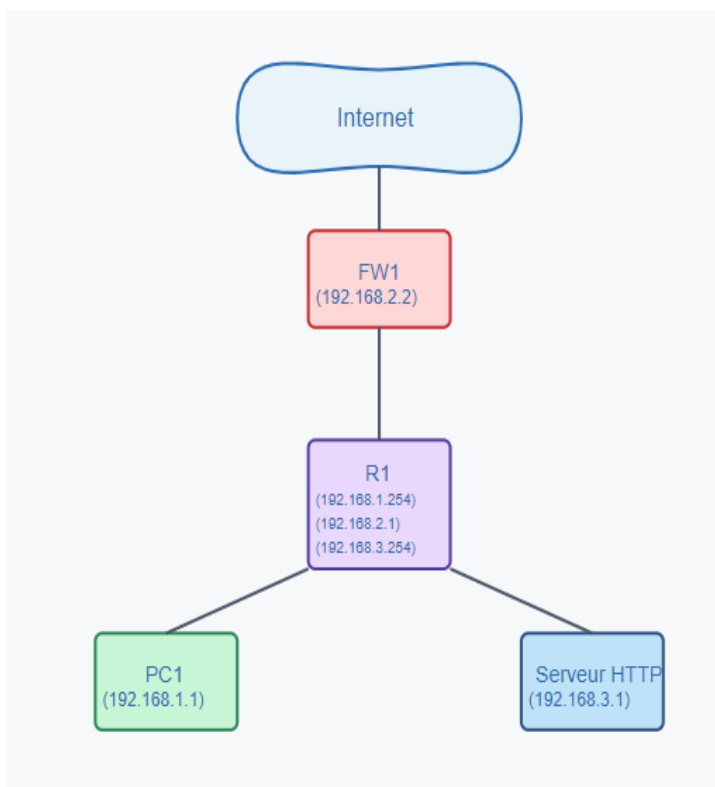 Internet
FW1
(192.168.2.2)
R1
(192.168.1.254)
(192.168.2.1)
(192.168.3.254)
PC1
(192.168.1.1)
Serveur HTTP
(192.168.3.1)